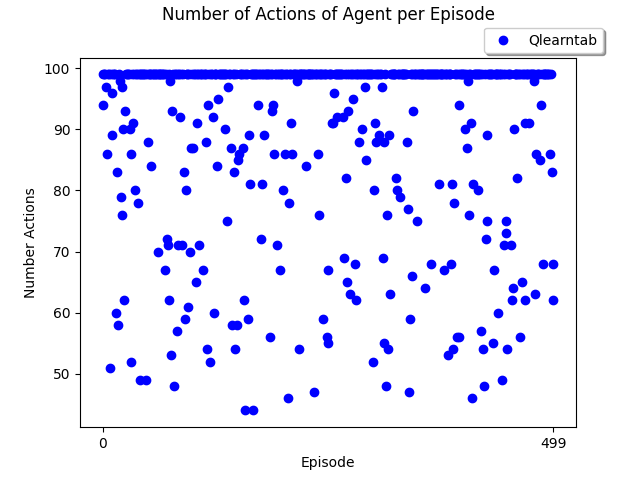 Number of Actions of Agent per Episode
Qlearntab
100
90
80
70
60
50
Number Actions
0
499
Episode